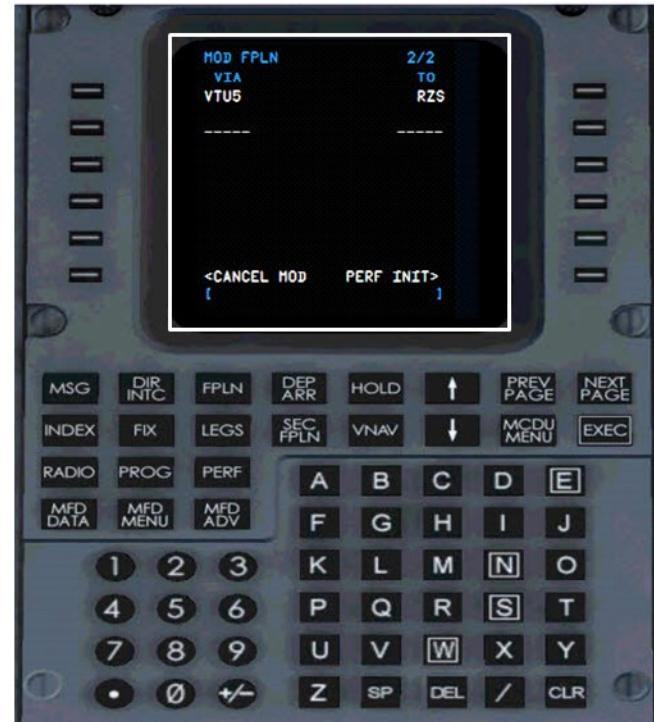 MOD FPLN 2/2
VIA TO
VTU5 RZS
----- -----
<CANCEL MOD PERF INIT>
[ ]
MSG DIR INTC FPLN DEP ARR HOLD ↑ PREV PAGE NEXT PAGE
INDEX FIX LEGS SEC FPLN VNAV ↓ MCDU MENU EXEC
RADIO PROG PERF
MFD DATA MFD MENU MFD ADV
A B C D E
F G H I J
1 2 3 K L M N O
4 5 6 P Q R S T
7 8 9 U V W X Y
. Ø +/- Z SP DEL / CLR